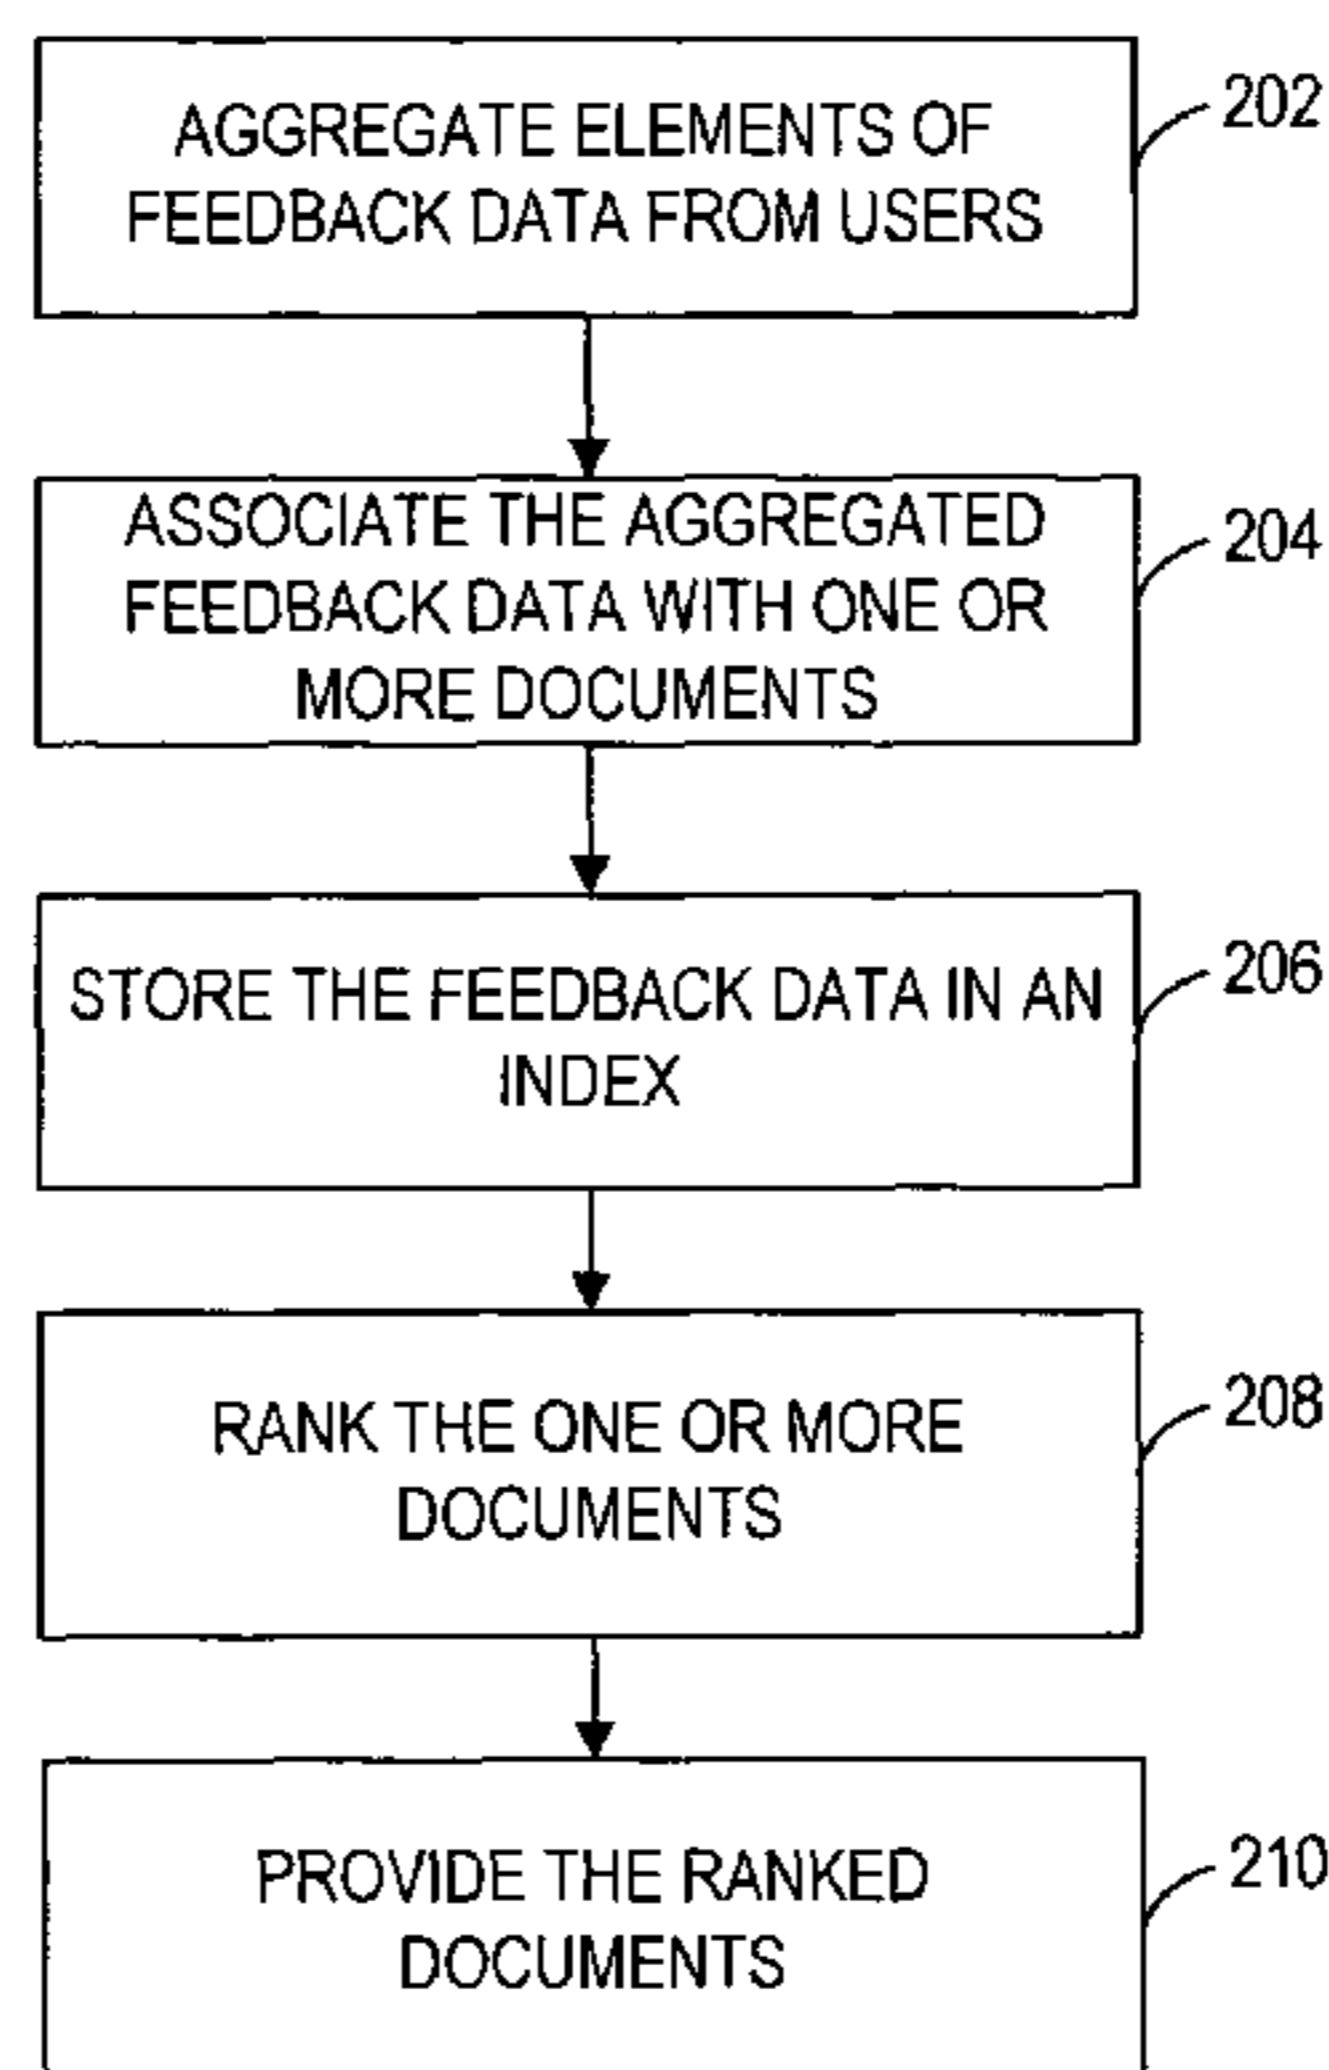 AGGREGATE ELEMENTS OF
FEEDBACK DATA FROM USERS
202
ASSOCIATE THE AGGREGATED
FEEDBACK DATA WITH ONE OR
MORE DOCUMENTS
204
STORE THE FEEDBACK DATA IN AN
INDEX
206
RANK THE ONE OR MORE
DOCUMENTS
208
PROVIDE THE RANKED
DOCUMENTS
210